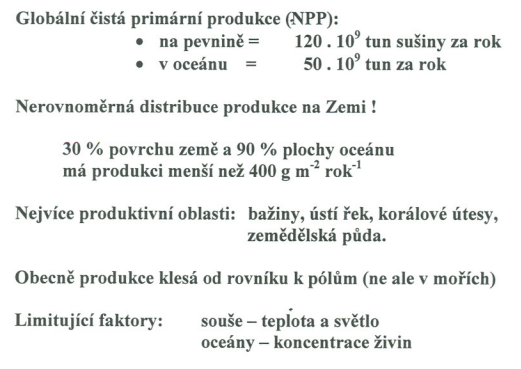 Globální čistá primární produkce (NPP):
• na pevnině = 120 . 10⁹ tun sušiny za rok
• v oceánu = 50 . 10⁹ tun za rok
Nerovnoměrná distribuce produkce na Zemi !
30 % povrchu země a 90 % plochy oceánu
má produkci menší než 400 g m⁻² rok⁻¹
Nejvíce produktivní oblasti: bažiny, ústí řek, korálové útesy,
zemědělská půda.
Obecně produkce klesá od rovníku k pólům (ne ale v mořích)
Limitující faktory: souše – teplota a světlo
oceány – koncentrace živin